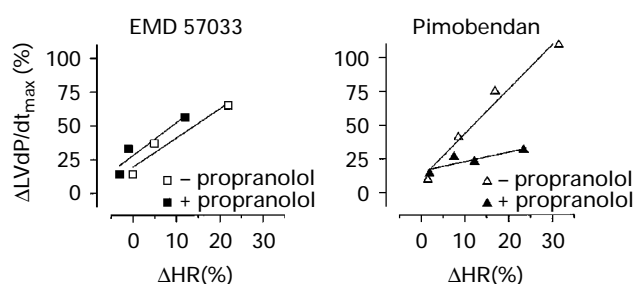 EMD 57033
ΔLVdP/dtmax (%)
100
75
50
25
0
□ – propranolol
■ + propranolol
0 10 20 30
ΔHR(%)
Pimobendan
100
75
50
25
0
△ – propranolol
▲ + propranolol
0 10 20 30
ΔHR(%)